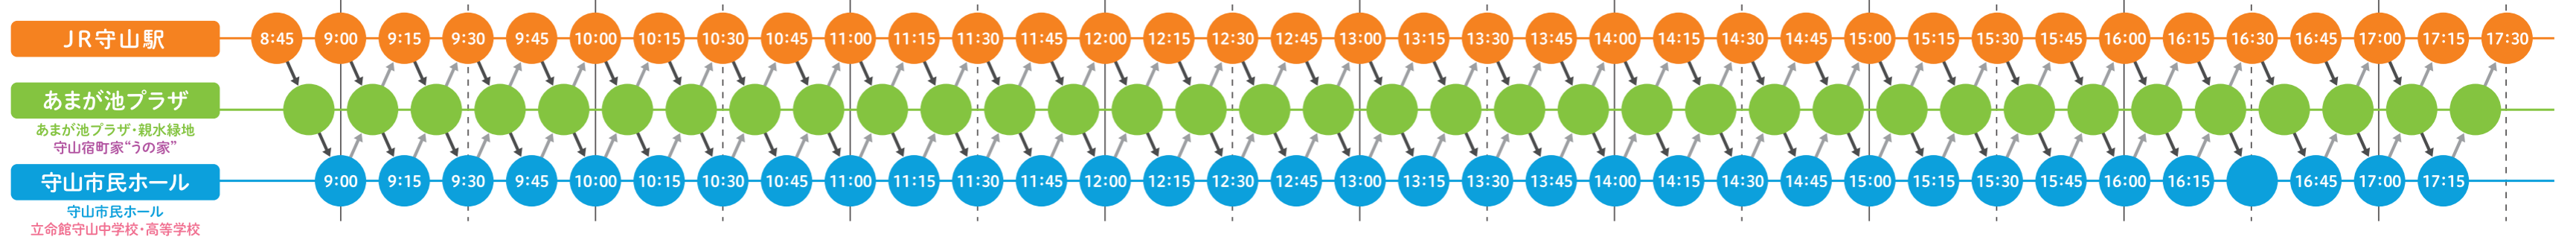 JR守山駅 8:45 9:00 9:15 9:30 9:45 10:00 10:15 10:30 10:45 11:00 11:15 11:30 11:45 12:00 12:15 12:30 12:45 13:00 13:15 13:30 13:45 14:00 14:15 14:30 14:45 15:00 15:15 15:30 15:45 16:00 16:15 16:30 16:45 17:00 17:15 17:30
あまが池プラザ
あまが池プラザ・親水緑地
守山宿町家“うの家”
守山市民ホール 9:00 9:15 9:30 9:45 10:00 10:15 10:30 10:45 11:00 11:15 11:30 11:45 12:00 12:15 12:30 12:45 13:00 13:15 13:30 13:45 14:00 14:15 14:30 14:45 15:00 15:15 15:30 15:45 16:00 16:15 16:45 17:00 17:15
守山市民ホール
立命館守山中学校・高等学校